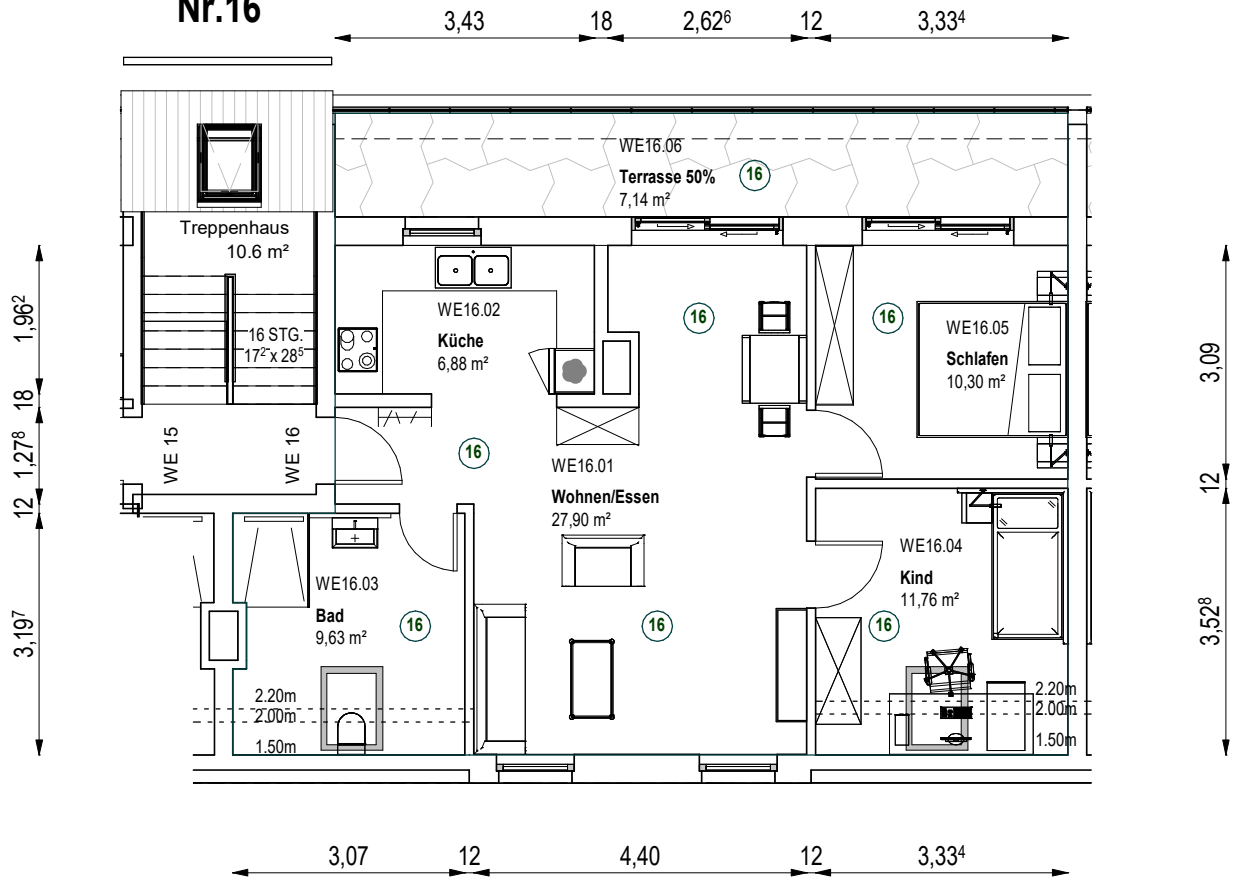 Nr.16
3,43
18
2,62⁶
12
3,33⁴
WE16.06
Terrasse 50%
16
7,14 m²
Treppenhaus
10.6 m²
16 STG.
17² x 28⁵
WE16.02
Küche
6,88 m²
16
16
WE16.05
Schlafen
10,30 m²
1,96²
18
1,27⁸
12
3,19⁷
3,09
12
3,52⁸
WE 15
WE 16
16
WE16.01
Wohnen/Essen
27,90 m²
WE16.04
Kind
11,76 m²
WE16.03
Bad
9,63 m²
16
16
16
2.20m
2.00m
1.50m
2.20m
2.00m
1.50m
3,07
12
4,40
12
3,33⁴